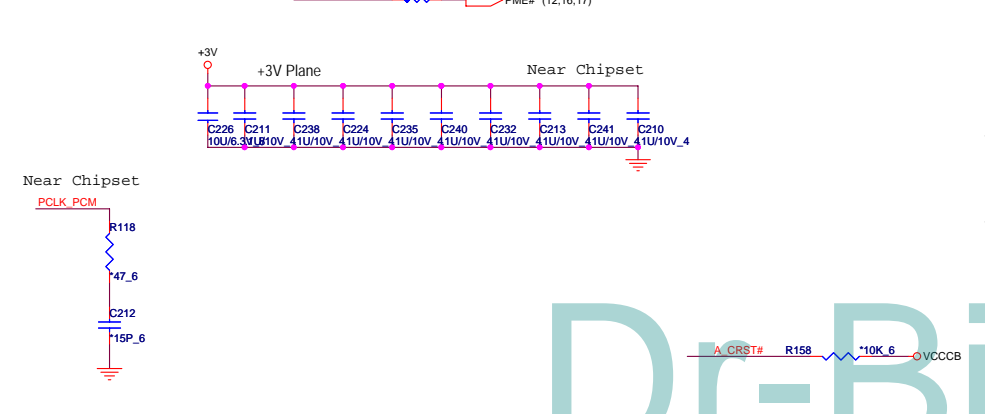 PME# (12,16,17)
+3V
+3V Plane
Near Chipset
C226 C211 C238 C224 C235 C240 C232 C213 C241 C210
10U/6.3V_8 .1U/10V_4 .1U/10V_4 .1U/10V_4 .1U/10V_4 .1U/10V_4 .1U/10V_4 .1U/10V_4 .1U/10V_4 .1U/10V_4
Near Chipset
PCLK_PCM
R118
*47_6
C212
*15P_6
A_CRST# R158 *10K_6 VCCCB
Dr-Bi